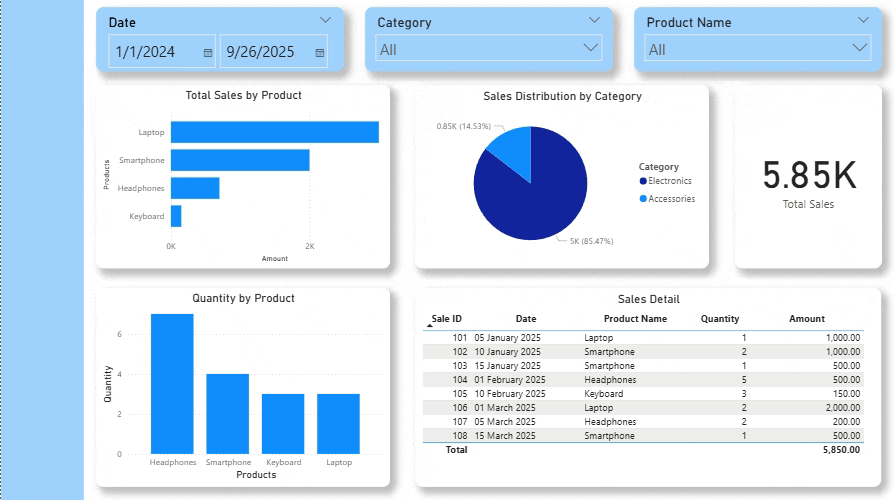 Date
1/1/2024 9/26/2025
Category
All
Product Name
All
Total Sales by Product
Products
Laptop
Smartphone
Headphones
Keyboard
0K 2K
Amount
Sales Distribution by Category
0.85K (14.53%)
5K (85.47%)
Category
Electronics
Accessories
5.85K
Total Sales
Quantity by Product
Quantity
6
4
2
0
Headphones Smartphone Keyboard Laptop
Products
Sales Detail
Sale ID Date Product Name Quantity Amount
101 05 January 2025 Laptop 1 1,000.00
102 10 January 2025 Smartphone 2 1,000.00
103 15 January 2025 Smartphone 1 500.00
104 01 February 2025 Headphones 5 500.00
105 10 February 2025 Keyboard 3 150.00
106 01 March 2025 Laptop 2 2,000.00
107 05 March 2025 Headphones 2 200.00
108 15 March 2025 Smartphone 1 500.00
Total 5,850.00